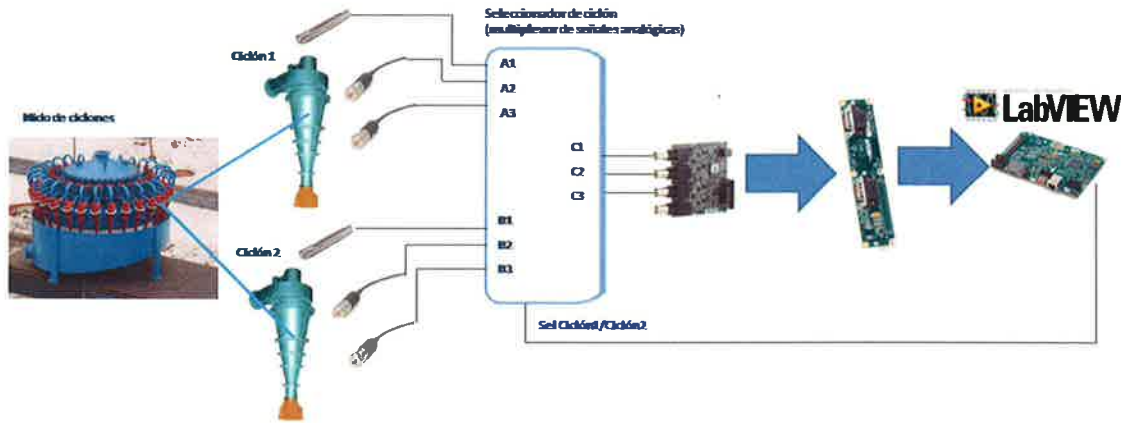 Seleccionador de ciclón
(multiplexor de señales analógicas)
Ciclón 1
A1
A2
A3
Nido de ciclones
LabVIEW
C1
C2
C3
B1
B2
B3
Ciclón 2
Sel Ciclón1/Ciclón2